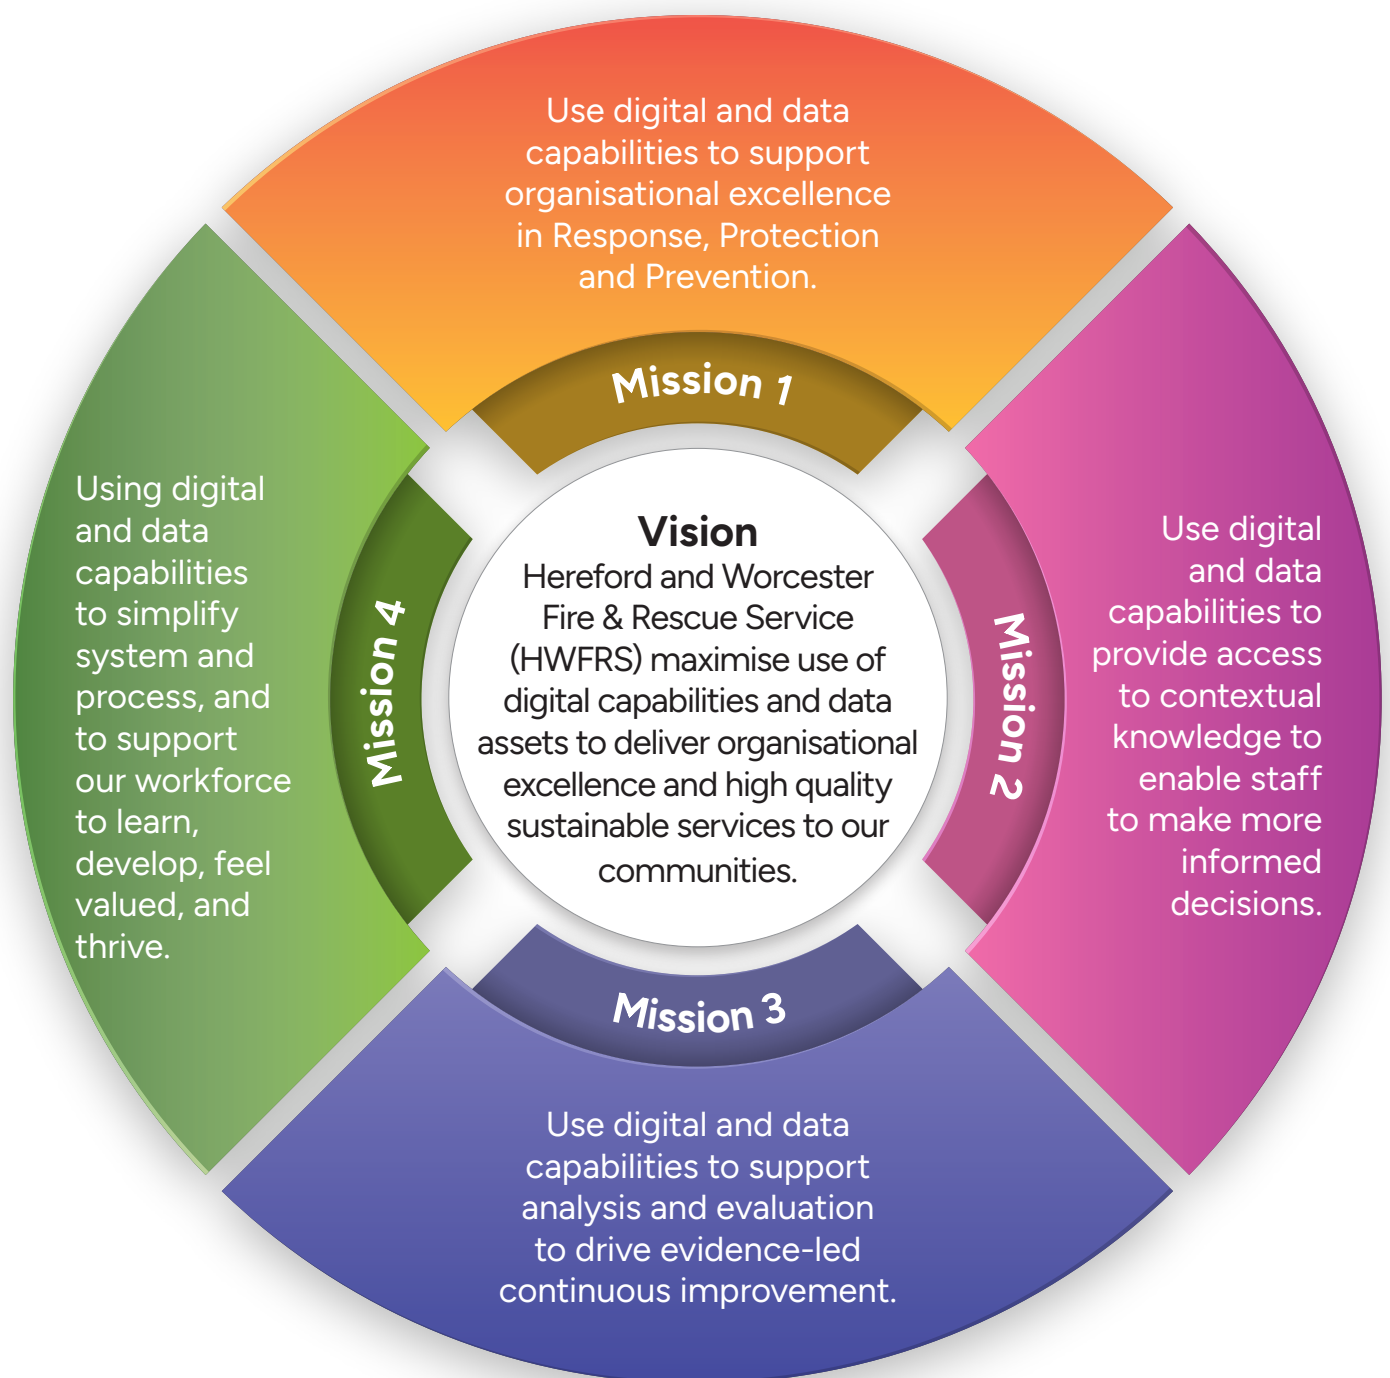 Use digital and data
capabilities to support
organisational excellence
in Response, Protection
and Prevention.
Mission 1
Vision
Hereford and Worcester
Fire & Rescue Service
(HWFRS) maximise use of
digital capabilities and data
assets to deliver organisational
excellence and high quality
sustainable services to our
communities.
Mission 2
Use digital
and data
capabilities to
provide access
to contextual
knowledge to
enable staff
to make more
informed
decisions.
Mission 3
Use digital and data
capabilities to support
analysis and evaluation
to drive evidence-led
continuous improvement.
Mission 4
Using digital
and data
capabilities
to simplify
system and
process, and
to support
our workforce
to learn,
develop, feel
valued, and
thrive.